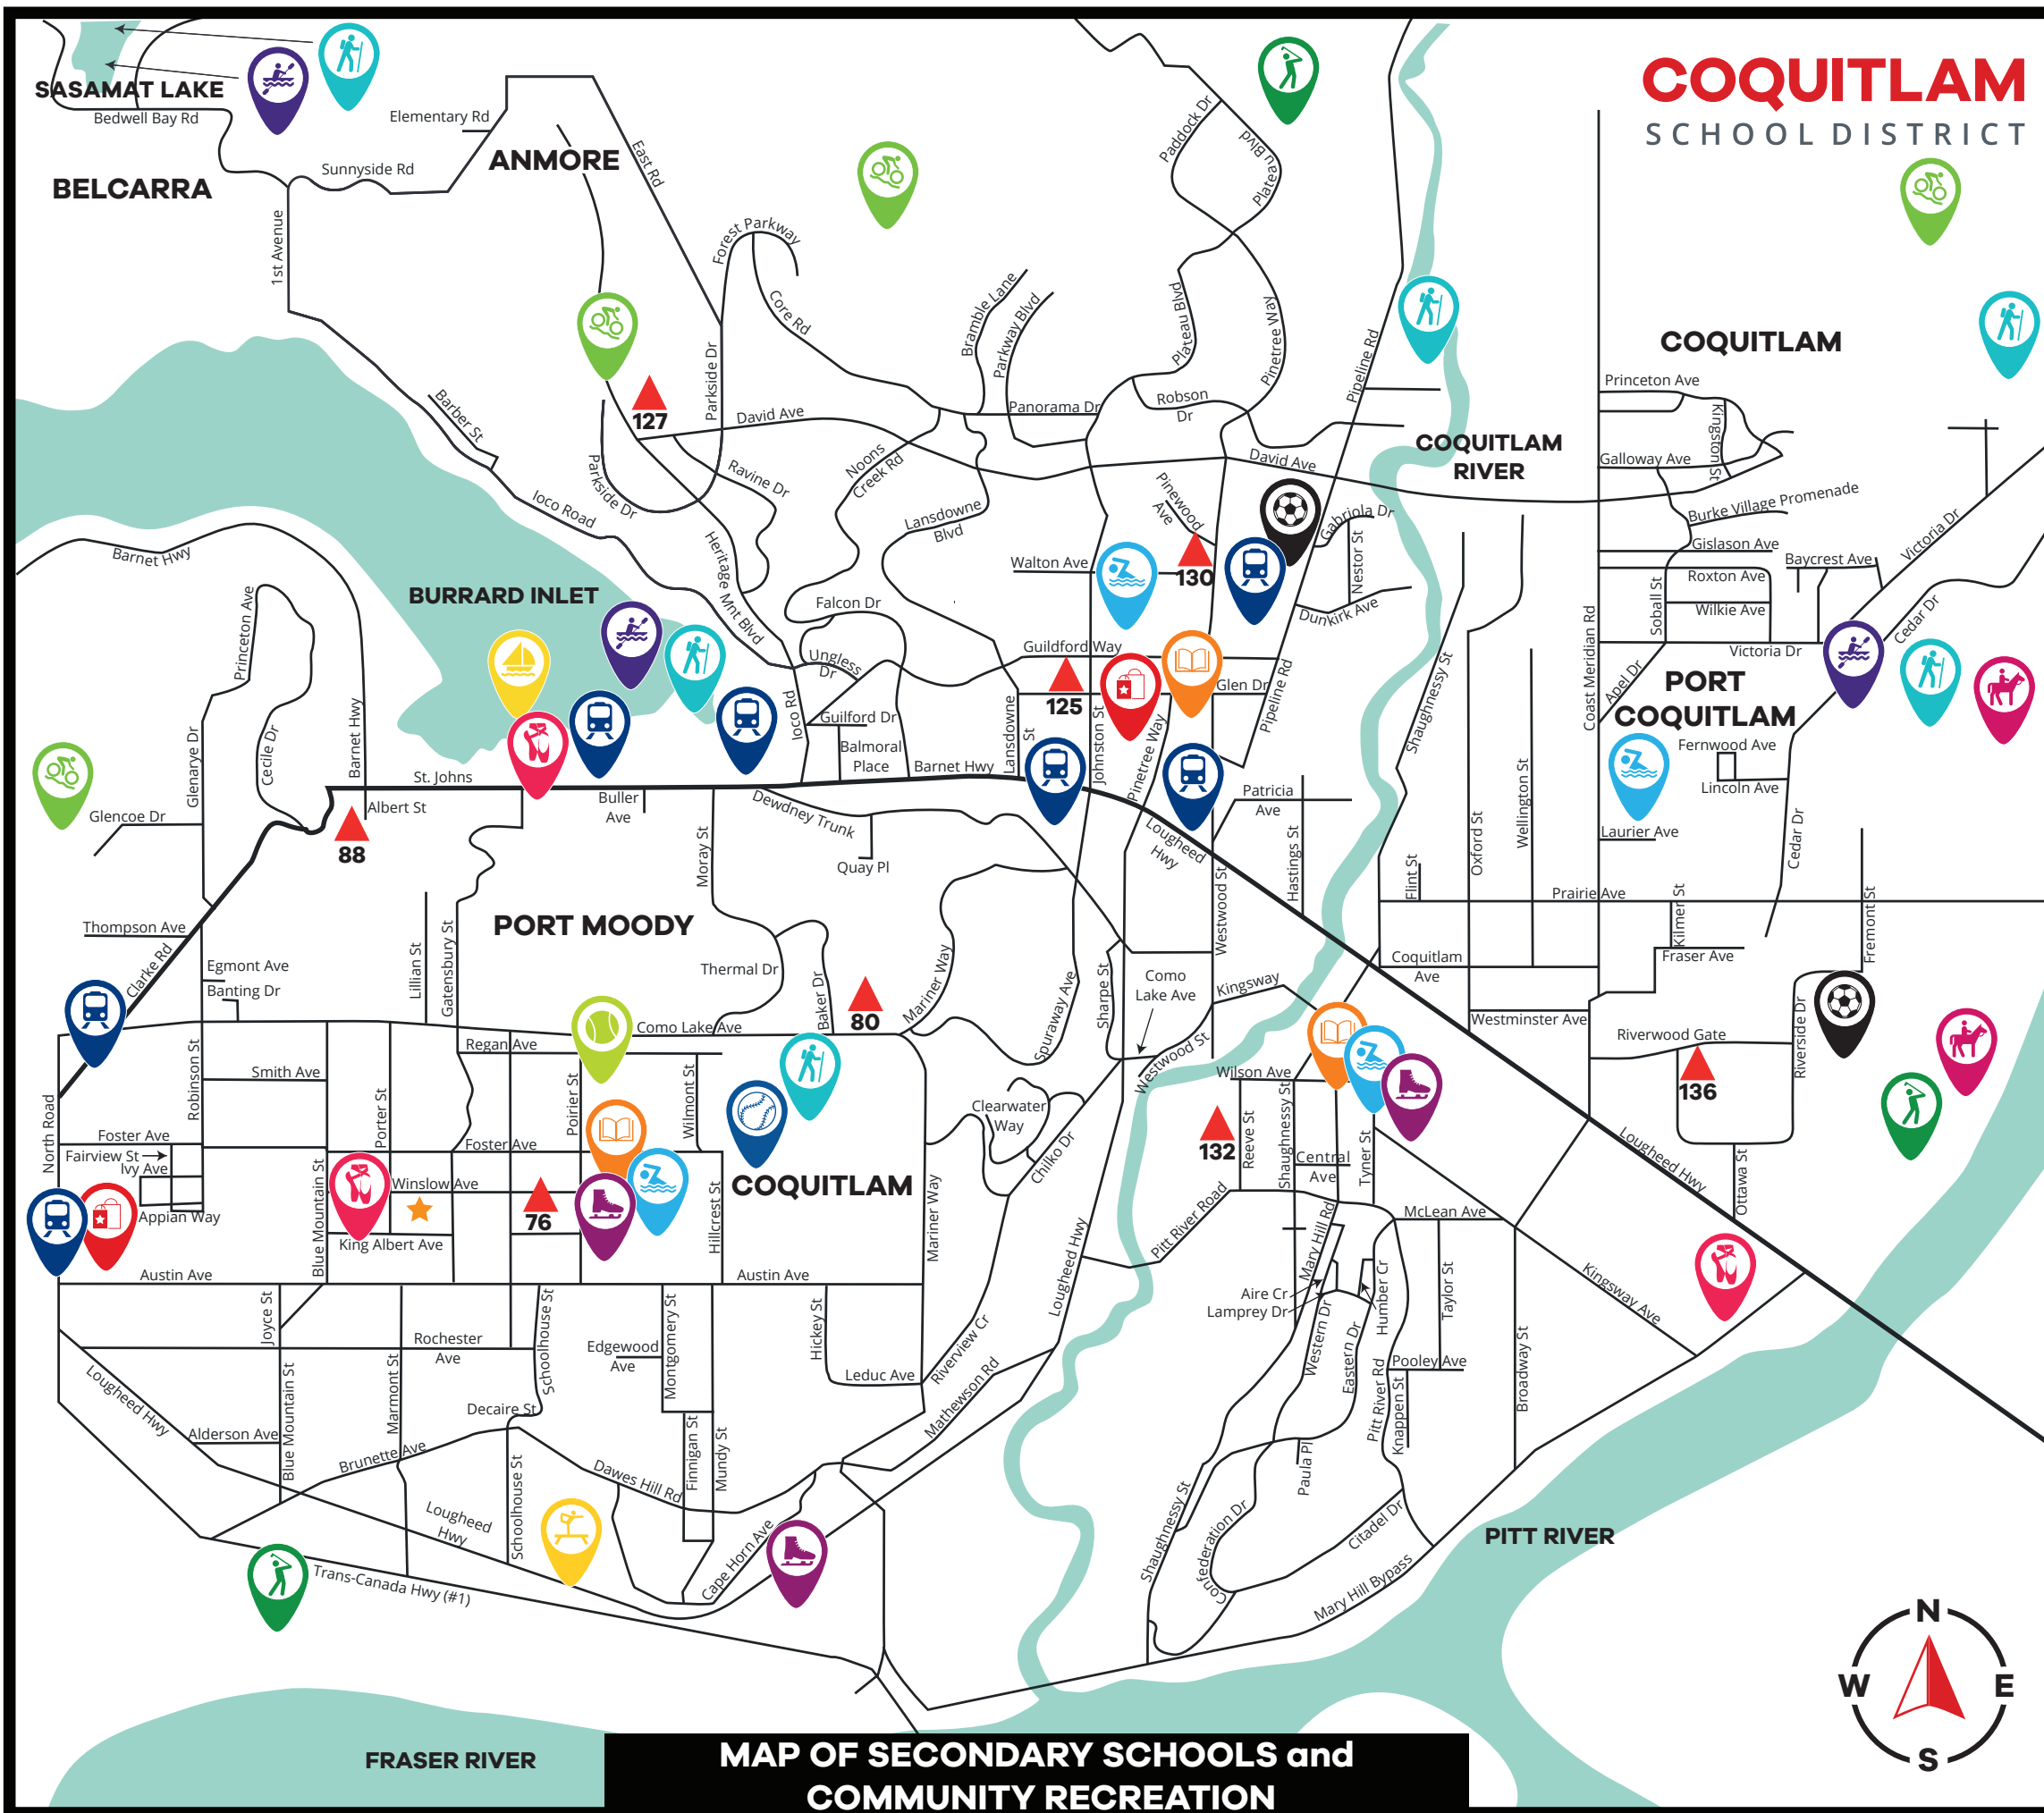 COQUITLAM
SCHOOL DISTRICT
SASAMAT LAKE
Bedwell Bay Rd
Elementary Rd
BELCARRA
Sunnyside Rd
ANMORE
East Rd
1st Avenue
Forest Parkway
Core Rd
Paddock Dr
Plateau Blvd
Plateau Blvd
Pinetree Way
Pipeline Rd
Bramble Lane
Parkway Blvd
Parkside Dr
127
David Ave
Panorama Dr
Robson
Dr
COQUITLAM
Princeton Ave
Kingston St
Galloway Ave
COQUITLAM
RIVER
David Ave
Burke Village Promenade
Gislason Ave
Baycrest Ave
Victoria Dr
Roxton Ave
Wilkie Ave
Soball St
Victoria Dr
Cedar Dr
Coast Meridian Rd
Apel Dr
PORT
COQUITLAM
Fernwood Ave
Lincoln Ave
Laurier Ave
Cedar Dr
Barber St
Ioco Road
Parkside Dr
Ravine Dr
Noons
Creek Rd
Lansdowne
Blvd
Heritage Mnt Blvd
Pinewood
Ave
Gabriola Dr
Nestor St
Walton Ave
130
Dunkirk Ave
Falcon Dr
Ungless
Dr
Guildford Way
125
Glen Dr
Pipeline Rd
Shaughnessy St
Ioco Rd
Guilford Dr
Balmoral
Place
Lansdowne
St
Johnston St
Pinetree Way
Barnet Hwy
Barnet Hwy
BURRARD INLET
Princeton Ave
Glenarye Dr
Cecile Dr
Barnet Hwy
St. Johns
Albert St
88
Buller
Ave
Glencoe Dr
Dewdney Trunk
Quay Pl
Moray St
Lougheed
Hwy
Patricia
Ave
Hastings St
Westwood St
Flint St
Oxford St
Wellington St
Prairie Ave
Kilmer St
Fraser Ave
Fremont St
Coquitlam
Ave
Westminster Ave
Riverwood Gate
Riverside Dr
136
Thompson Ave
Clarke Rd
Egmont Ave
Banting Dr
Lillian St
Gatensbury St
PORT MOODY
Thermal Dr
Baker Dr
80
Mariner Way
Como Lake Ave
Spuraway Ave
Sharpe St
Como
Lake Ave
Kingsway
Westwood St
Regan Ave
Smith Ave
Robinson St
Porter St
Poirier St
Wilmont St
North Road
Foster Ave
Foster Ave
Fairview St
Ivy Ave
Appian Way
Blue Mountain St
Winslow Ave
76
King Albert Ave
Hillcrest St
COQUITLAM
Mariner Way
Clearwater
Way
Chilko Dr
Wilson Ave
132
Reeve St
Shaughnessy St
Central
Ave
Tyner St
McLean Ave
Pitt River Road
Lougheed Hwy
Ottawa St
Kingsway Ave
Austin Ave
Austin Ave
Joyce St
Rochester
Ave
Schoolhouse St
Edgewood
Ave
Montgomery St
Hickey St
Leduc Ave
Riverview Cr
Mathewson Rd
Lougheed Hwy
Aire Cr
Lamprey Dr
Mary Hill Rd
Western Dr
Eastern Dr
Humber Cr
Pitt River Rd
Taylor St
Pooley Ave
Knappen St
Broadway St
Lougheed Hwy
Alderson Ave
Blue Mountain St
Marmont St
Decaire St
Brunette Ave
Schoolhouse St
Lougheed
Hwy
Dawes Hill Rd
Finnigan St
Mundy St
Cape Horn Ave
Trans-Canada Hwy (#1)
Paula Pl
Shaughnessy St
Confederation Dr
Citadel Dr
Mary Hill Bypass
PITT RIVER
FRASER RIVER
N
W
E
S
MAP OF SECONDARY SCHOOLS and
COMMUNITY RECREATION